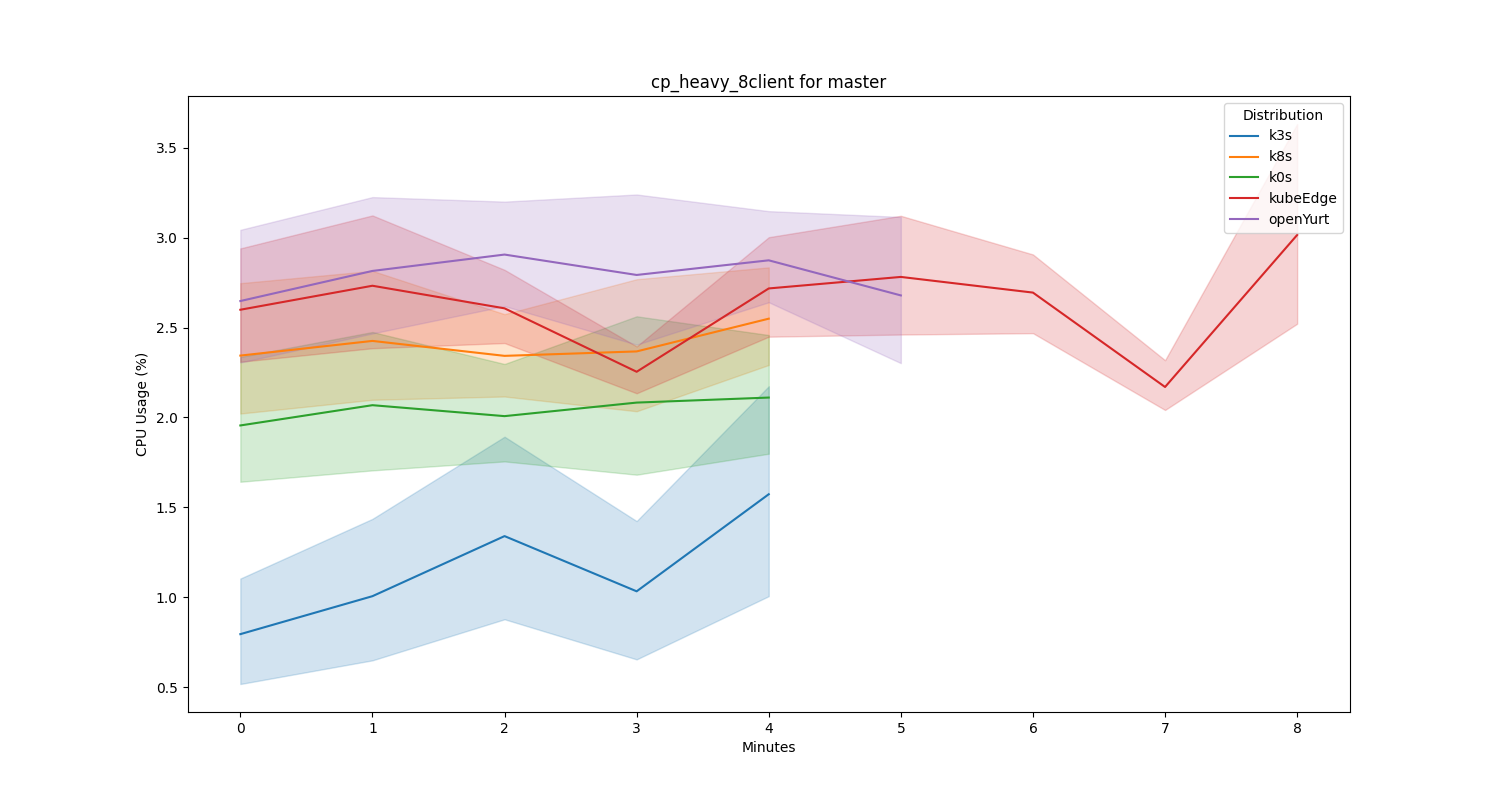 cp_heavy_8client for master
Distribution
k3s
k8s
k0s
kubeEdge
openYurt
CPU Usage (%)
3.5
3.0
2.5
2.0
1.5
1.0
0.5
0 1 2 3 4 5 6 7 8
Minutes